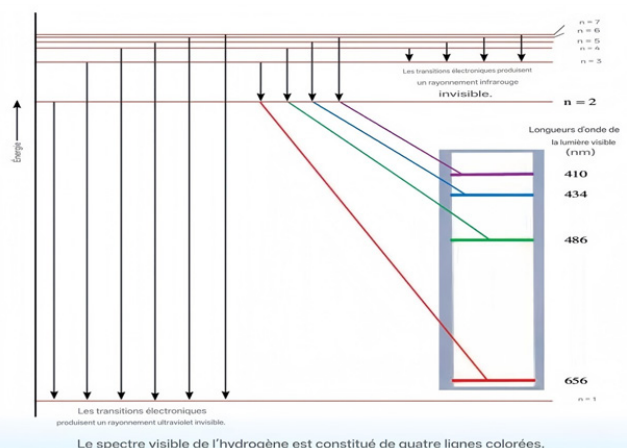 n = 7
n = 6
n = 5
n = 4
n = 3
Les transitions électroniques produisent
un rayonnement infrarouge
invisible.
n = 2
Énergie
Longueurs d'onde de
la lumière visible
(nm)
410
434
486
656
n = 1
Les transitions électroniques
produisent un rayonnement ultraviolet invisible.
Le spectre visible de l'hydrogène est constitué de quatre lignes colorées.